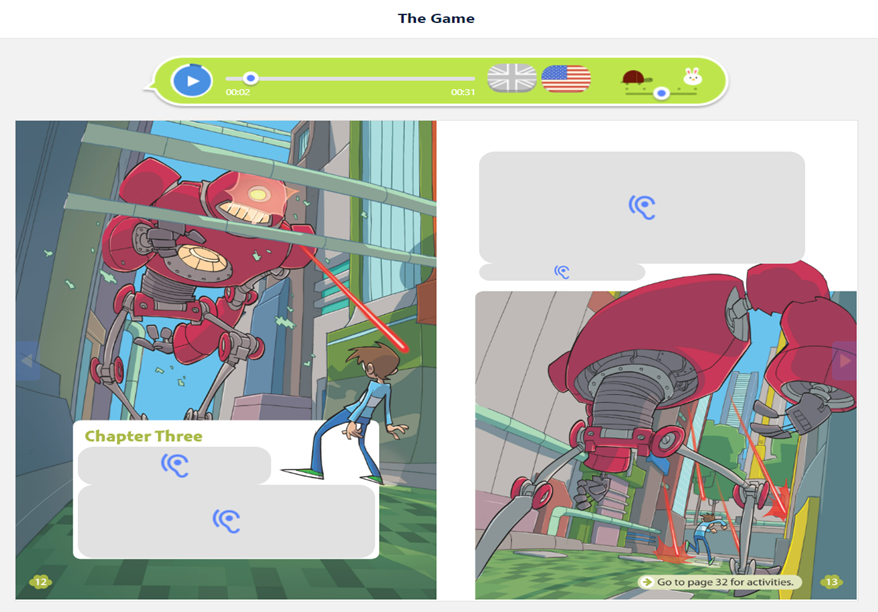 The Game
00:02
00:31
Chapter Three
12
Go to page 32 for activities.
13